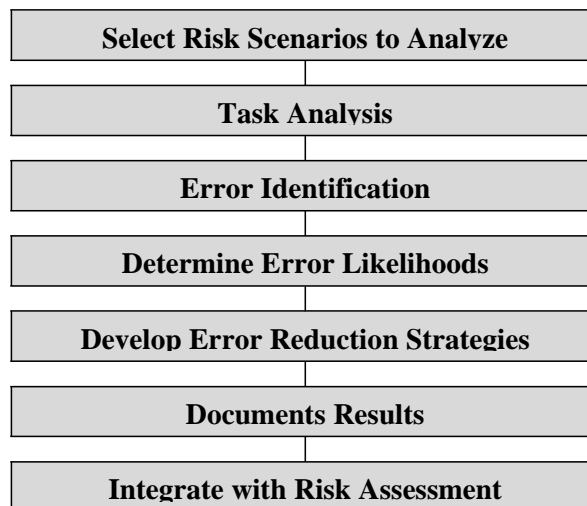 Select Risk Scenarios to Analyze
Task Analysis
Error Identification
Determine Error Likelihoods
Develop Error Reduction Strategies
Documents Results
Integrate with Risk Assessment